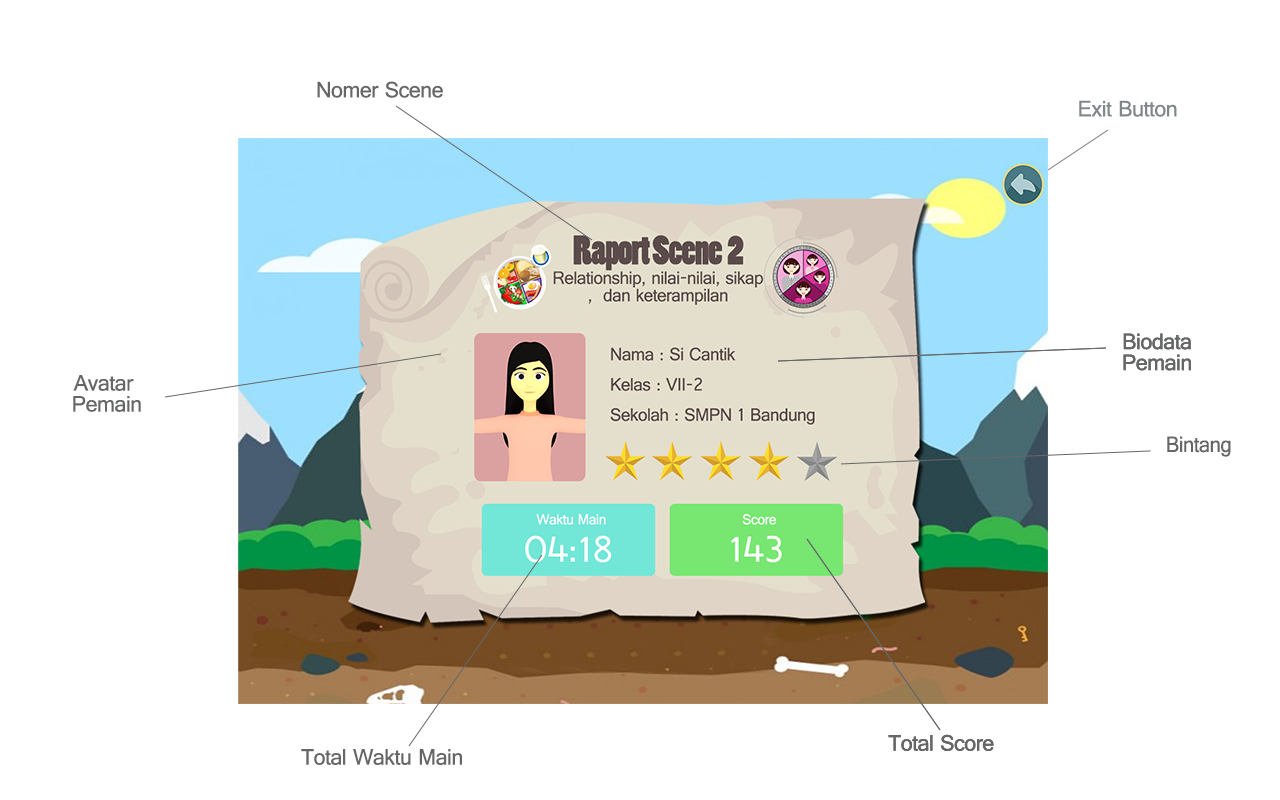 Nomer Scene
Exit Button
Raport Scene 2
Relationship, nilai-nilai, sikap
, dan keterampilan
Avatar
Pemain
Nama : Si Cantik
Kelas : VII-2
Sekolah : SMPN 1 Bandung
Biodata
Pemain
Bintang
Waktu Main
04:18
Score
143
Total Waktu Main
Total Score